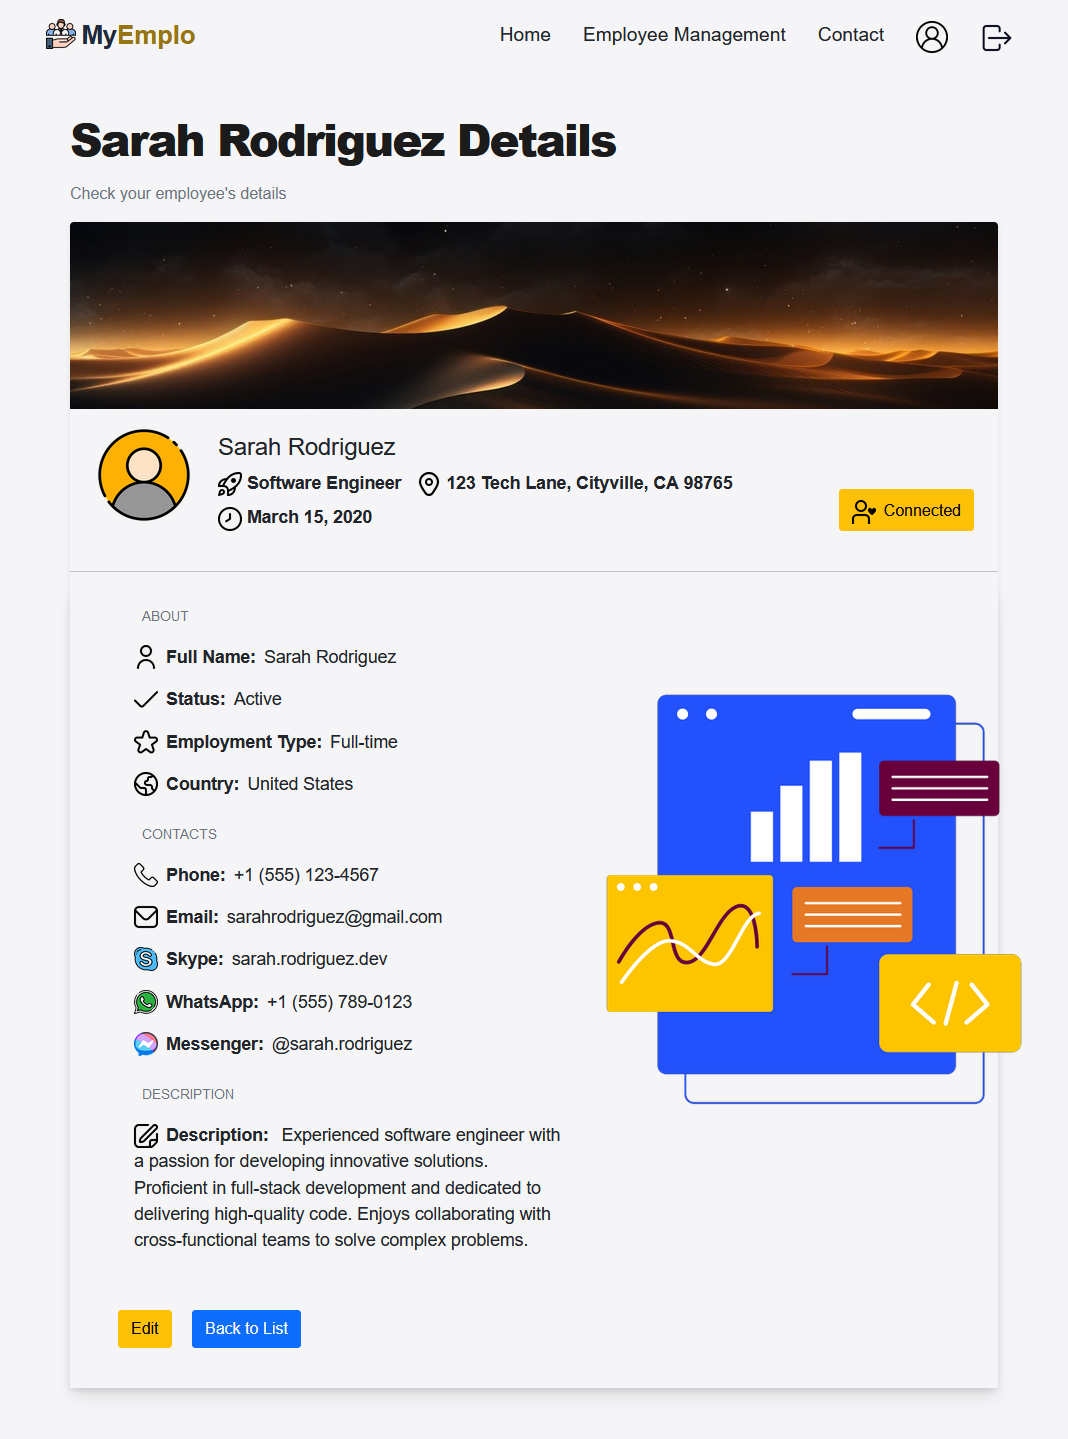 MyEmplo
Home Employee Management Contact
Sarah Rodriguez Details
Check your employee's details
Sarah Rodriguez
Software Engineer 123 Tech Lane, Cityville, CA 98765
March 15, 2020
Connected
ABOUT
Full Name: Sarah Rodriguez
Status: Active
Employment Type: Full-time
Country: United States
CONTACTS
Phone: +1 (555) 123-4567
Email: sarahrodriguez@gmail.com
Skype: sarah.rodriguez.dev
WhatsApp: +1 (555) 789-0123
Messenger: @sarah.rodriguez
DESCRIPTION
Description: Experienced software engineer with
a passion for developing innovative solutions.
Proficient in full-stack development and dedicated to
delivering high-quality code. Enjoys collaborating with
cross-functional teams to solve complex problems.
</>
Edit Back to List